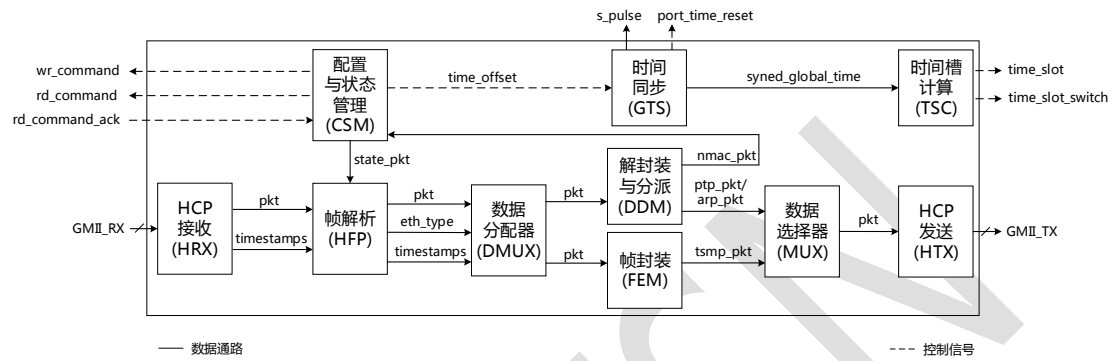 s_pulse
port_time_reset
wr_command
rd_command
rd_command_ack
配置
与状态
管理
(CSM)
time_offset
时间
同步
(GTS)
syned_global_time
时间槽
计算
(TSC)
time_slot
time_slot_switch
state_pkt
nmac_pkt
GMII_RX
HCP
接收
(HRX)
pkt
timestamps
帧解析
(HFP)
pkt
eth_type
timestamps
数据
分配器
(DMUX)
pkt
pkt
解封装
与分派
(DDM)
ptp_pkt/
arp_pkt
帧封装
(FEM)
tsmp_pkt
数据
选择器
(MUX)
pkt
HCP
发送
(HTX)
GMII_TX
数据通路
控制信号